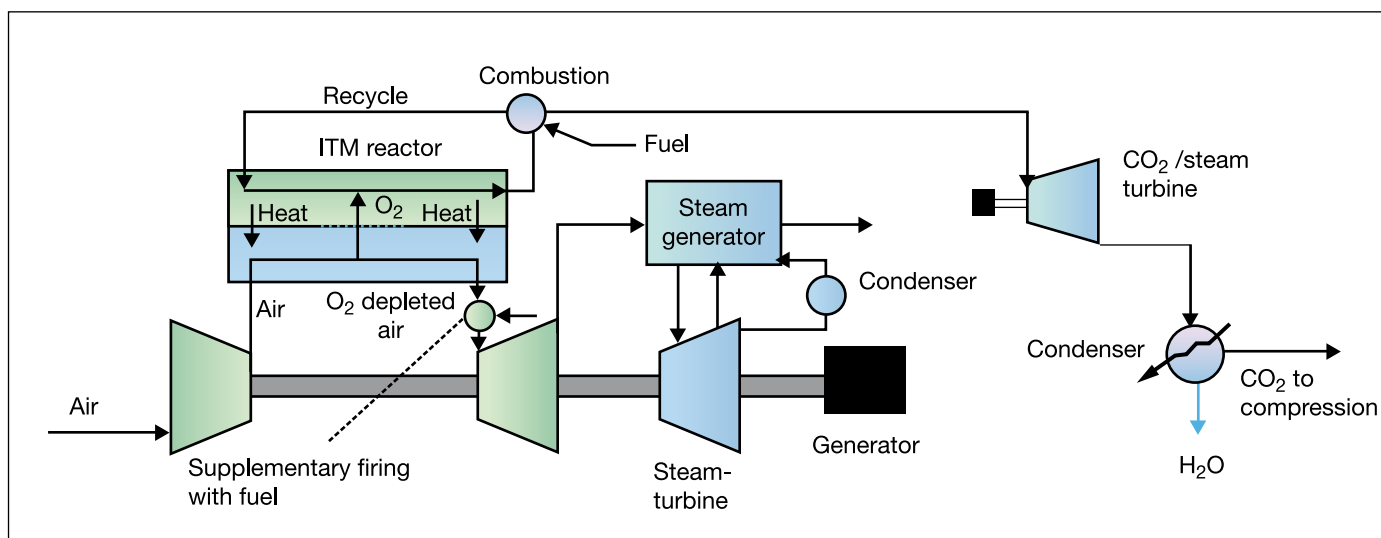 Combustion
Recycle
Fuel
ITM reactor
CO₂ /steam
turbine
Heat
O₂
Heat
Steam
generator
Condenser
Air
O₂ depleted
air
Condenser
CO₂ to
compression
Air
Generator
Supplementary firing
with fuel
Steam-
turbine
H₂O